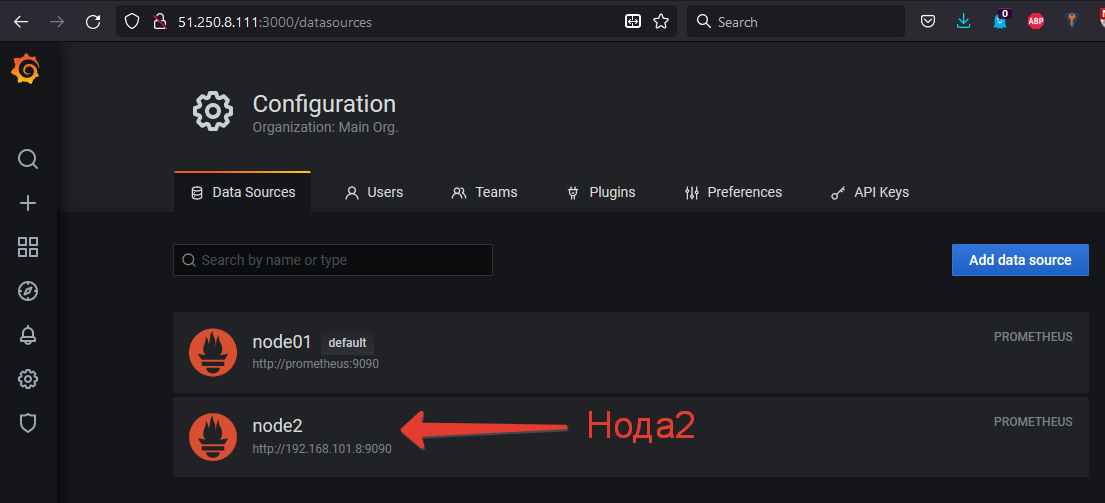 51.250.8.111:3000/datasources
Search
0
ABP
Configuration
Organization: Main Org.
Data Sources
Users
Teams
Plugins
Preferences
API Keys
Search by name or type
Add data source
node01
default
PROMETHEUS
http://prometheus:9090
node2
Нода2
PROMETHEUS
http://192.168.101.8:9090